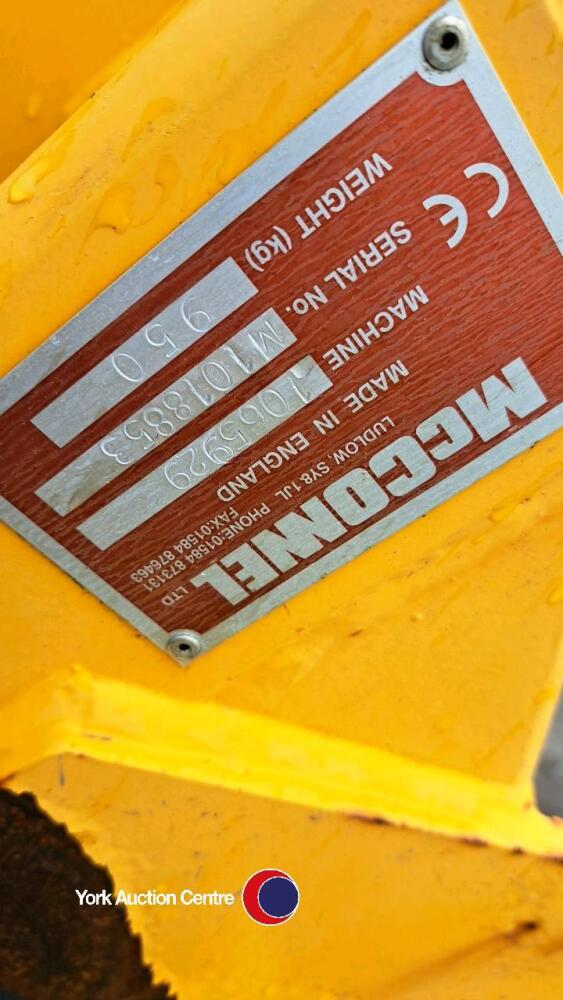 McCONNEL LTD
LUDLOW, SY8 1JL PHONE:01584 873131
FAX:01584 876463
MADE IN ENGLAND
MACHINE 1065929
SERIAL No. M1018853
WEIGHT (kg) 950
CE
York Auction Centre